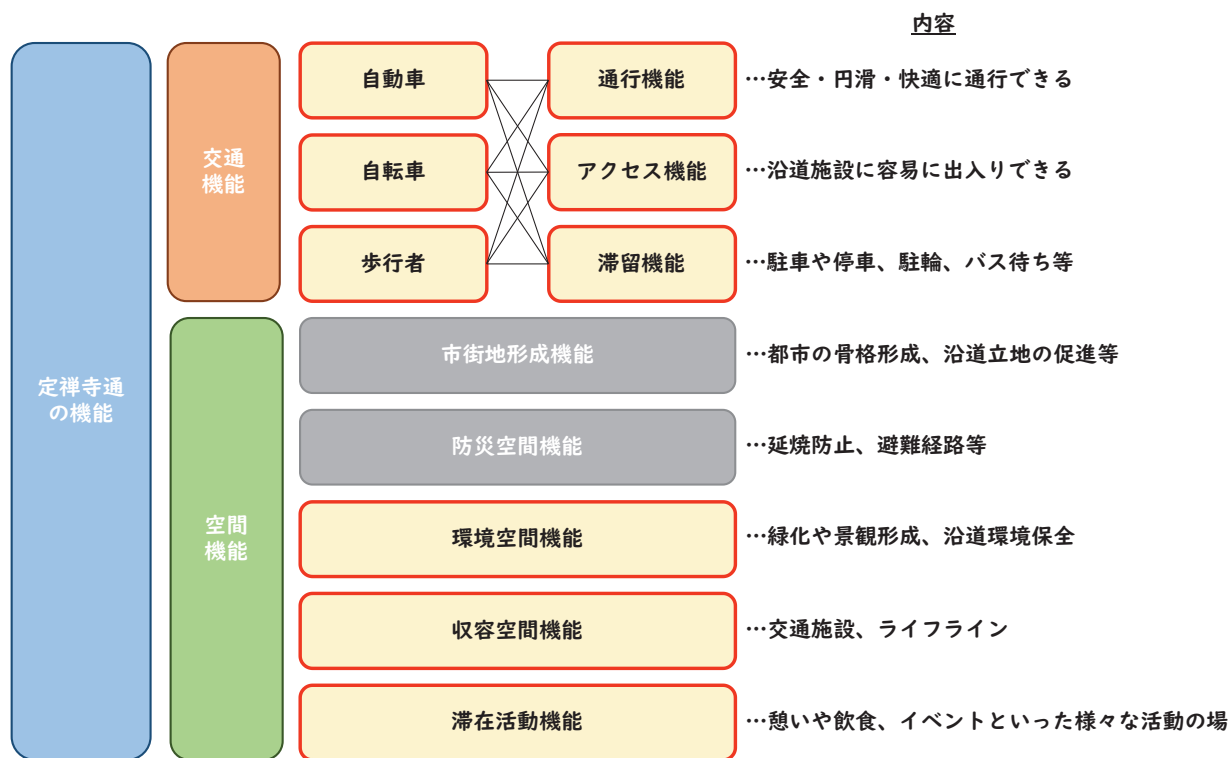 内容
定禅寺通
の機能
交通
機能
自動車
通行機能
…安全・円滑・快適に通行できる
自転車
アクセス機能
…沿道施設に容易に出入りできる
歩行者
滞留機能
…駐車や停車、駐輪、バス待ち等
空間
機能
市街地形成機能
…都市の骨格形成、沿道立地の促進等
防災空間機能
…延焼防止、避難経路等
環境空間機能
…緑化や景観形成、沿道環境保全
収容空間機能
…交通施設、ライフライン
滞在活動機能
…憩いや飲食、イベントといった様々な活動の場